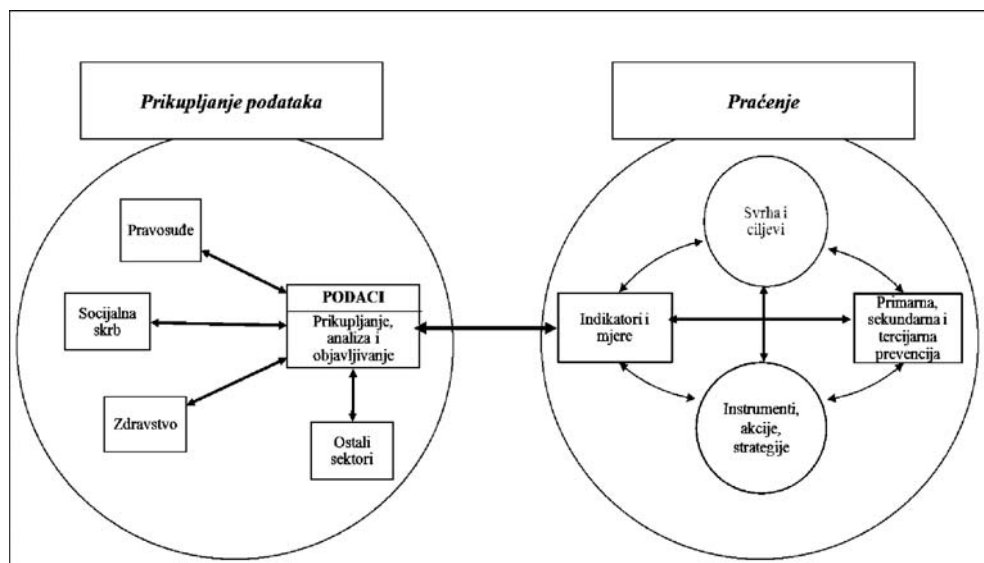 Prikupljanje podataka
Praćenje
Pravosuđe
Socijalna
skrb
Zdravstvo
PODACI
Prikupljanje,
analiza i
objavljivanje
Ostali
sektori
Svrha i
ciljevi
Indikatori i
mjere
Primarna,
sekundarna i
tercijarna
prevencija
Instrumenti,
akcije,
strategije